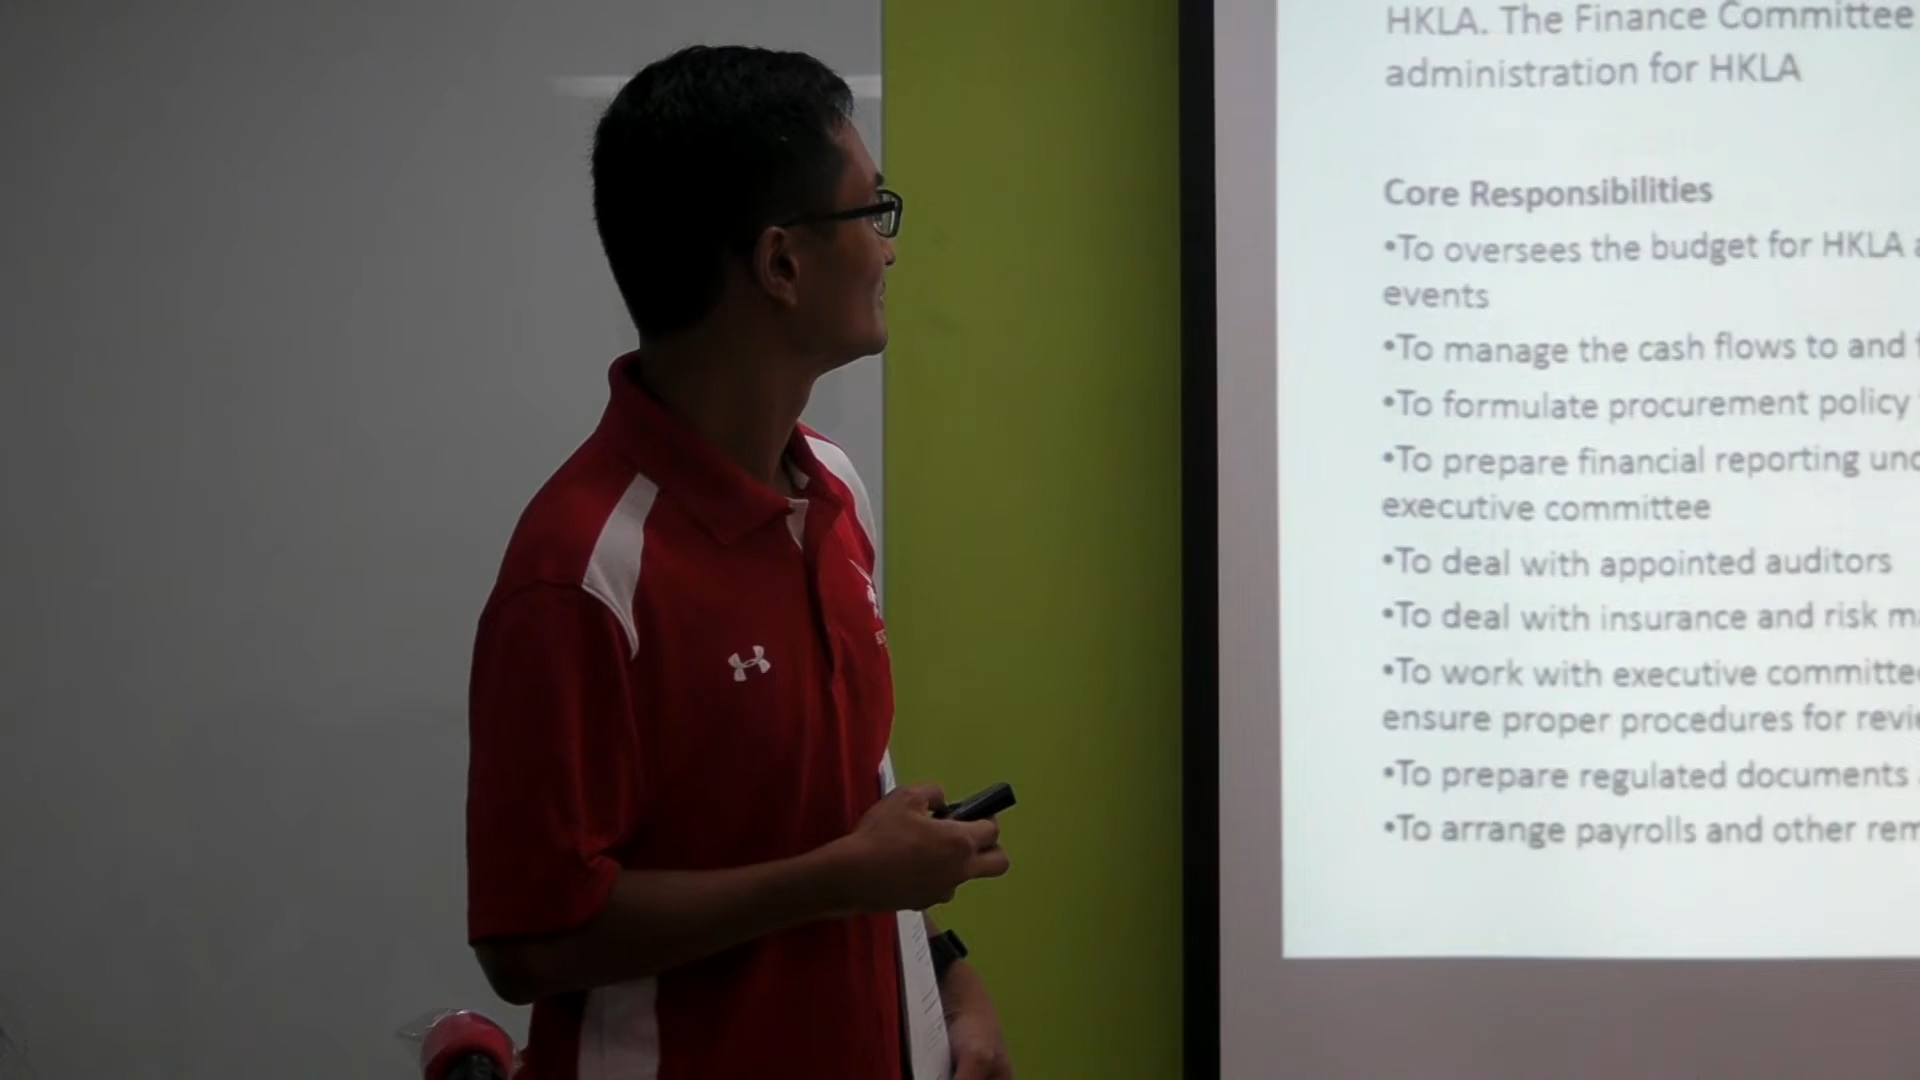 HKLA. The Finance Committee
administration for HKLA
Core Responsibilities
•To oversees the budget for HKLA
events
•To manage the cash flows to and
•To formulate procurement policy
•To prepare financial reporting
executive committee
•To deal with appointed auditors
•To deal with insurance and risk
•To work with executive
ensure proper procedures for
•To prepare regulated documents
•To arrange payrolls and other